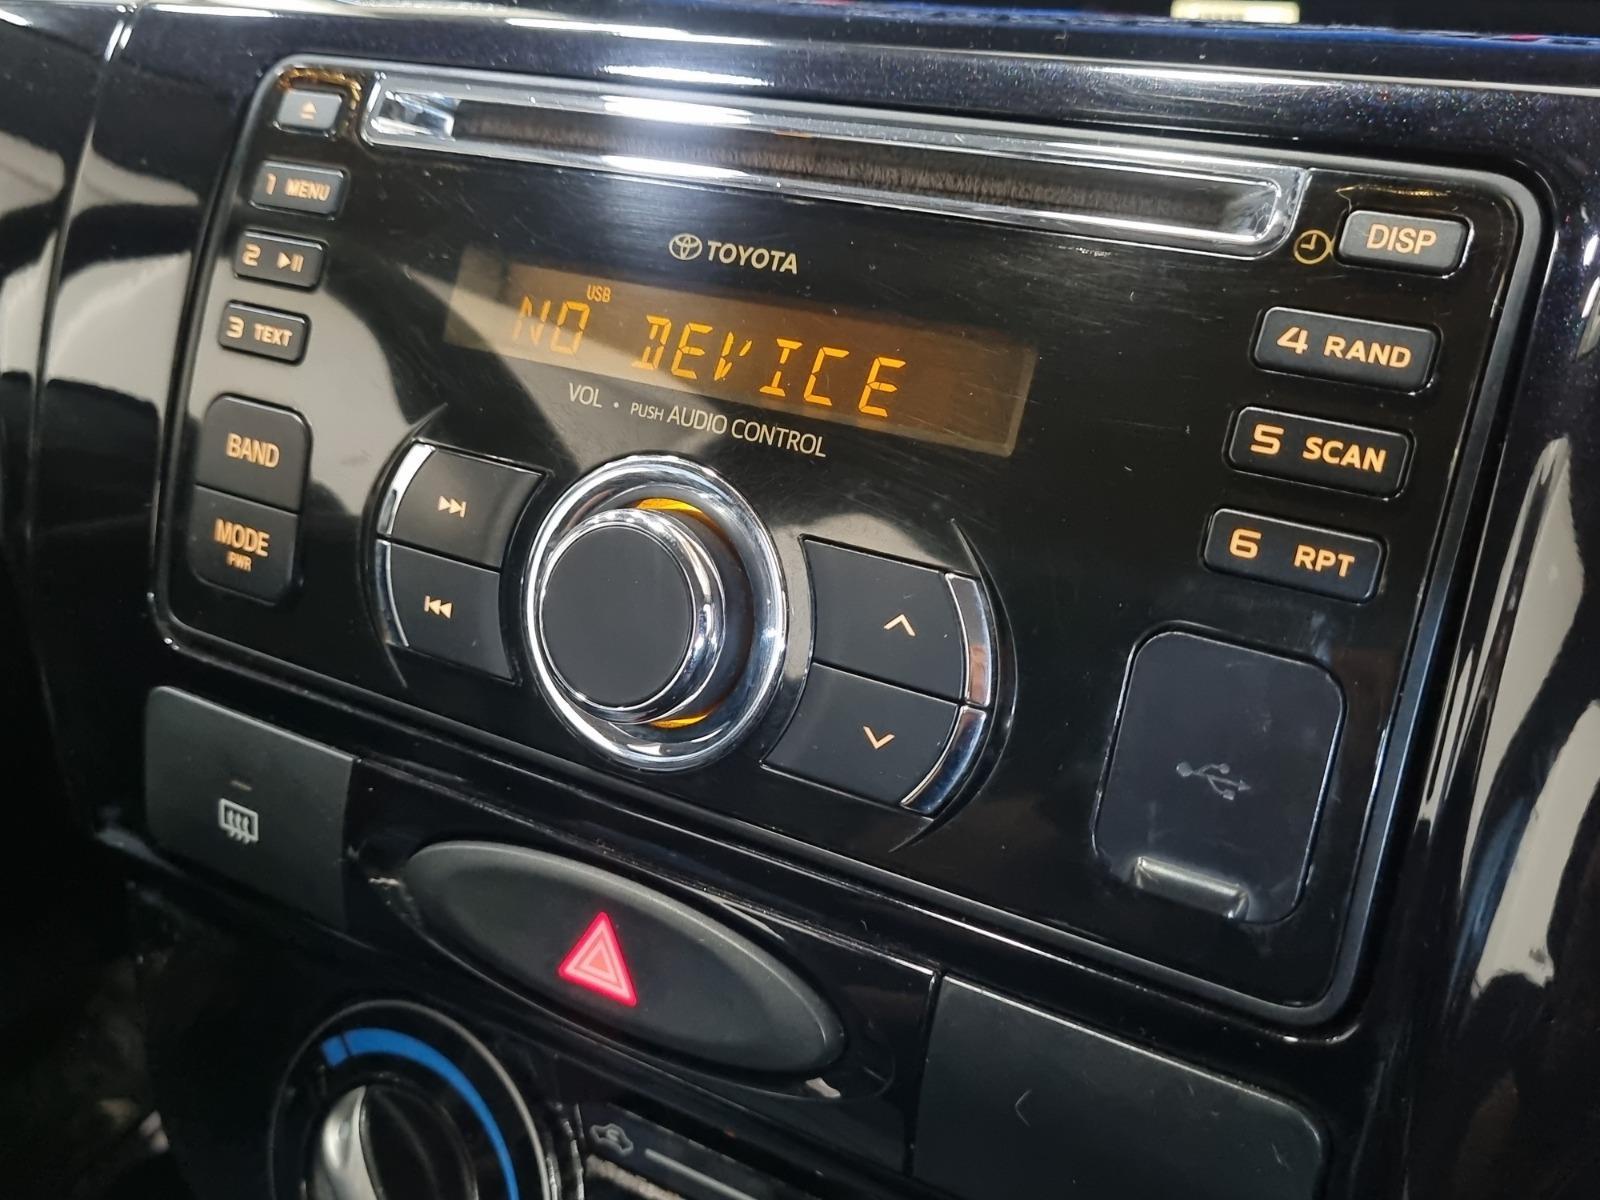 1 MENU
2
3 TEXT
BAND
MODE
PWR
TOYOTA
USB
NO DEVICE
VOL • PUSH AUDIO CONTROL
DISP
4 RAND
5 SCAN
6 RPT